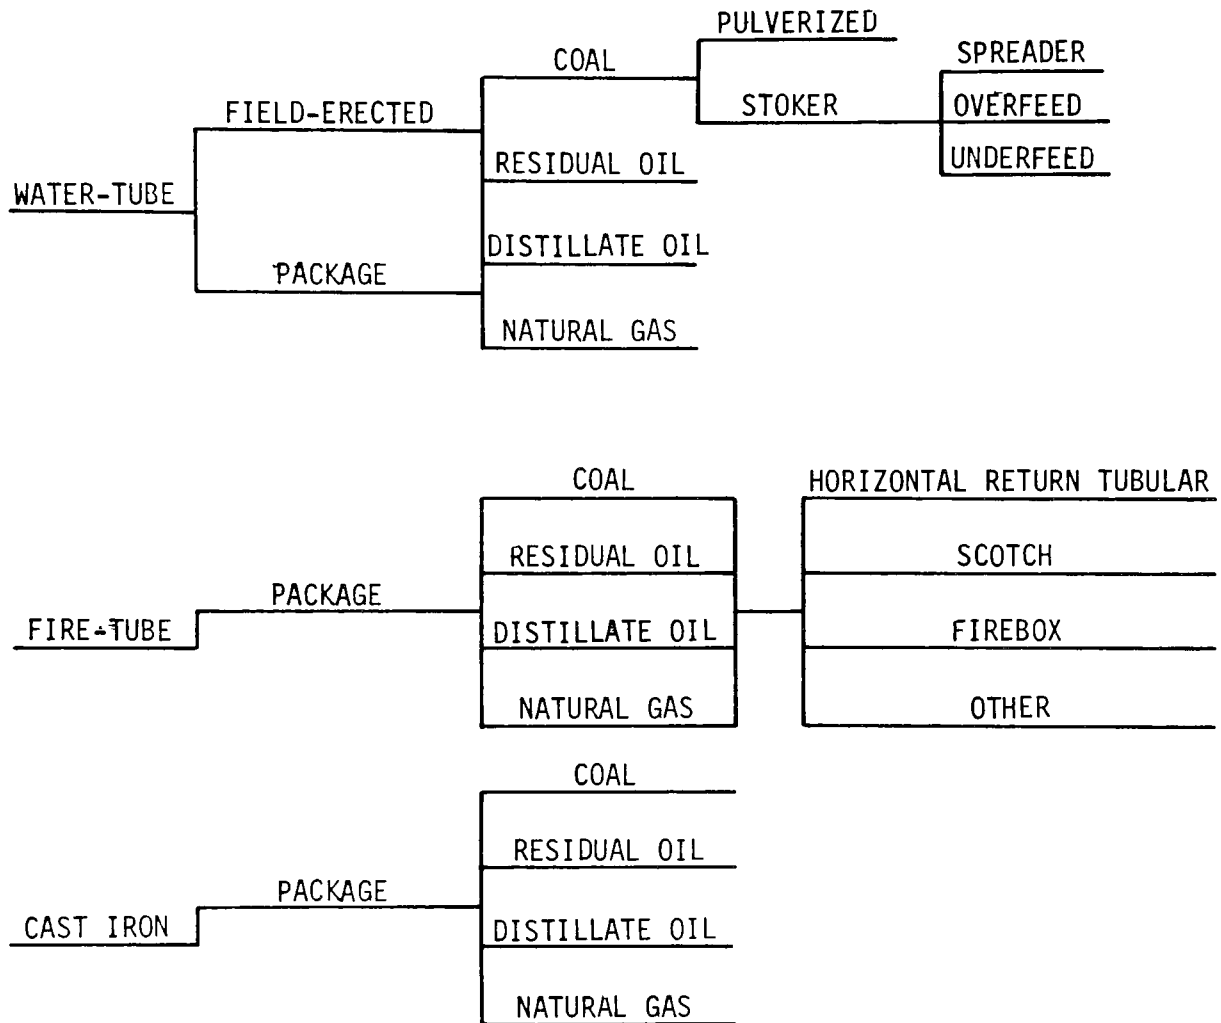 PULVERIZED
COAL
SPREADER
FIELD-ERECTED
STOKER
OVERFEED
UNDERFEED
RESIDUAL OIL
WATER-TUBE
DISTILLATE OIL
PACKAGE
NATURAL GAS
COAL
HORIZONTAL RETURN TUBULAR
RESIDUAL OIL
SCOTCH
PACKAGE
FIRE-TUBE
DISTILLATE OIL
FIREBOX
NATURAL GAS
OTHER
COAL
RESIDUAL OIL
PACKAGE
CAST IRON
DISTILLATE OIL
NATURAL GAS